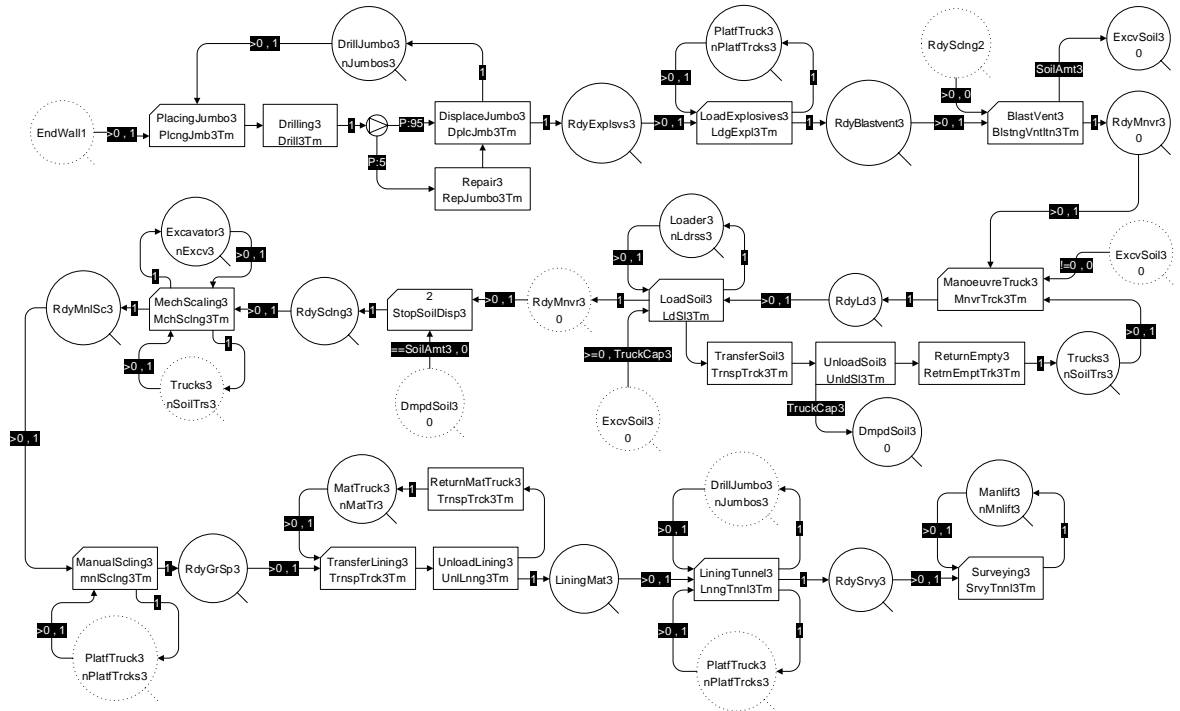 EndWall1
>0 , 1
PlacingJumbo3
PlcngJmb3Tm
>0 , 1
DrillJumbo3
nJumbos3
Drilling3
Drill3Tm
1
P:95
P:5
DisplaceJumbo3
DplcJmb3Tm
1
Repair3
RepJumbo3Tm
1
RdyExplsvs3
>0 , 1
PlatfTruck3
nPlatfTrcks3
>0 , 1
1
LoadExplosives3
LdgExpl3Tm
1
RdyBlastvent3
>0 , 1
RdySclng2
>0 , 0
BlastVent3
BlstngVntltn3Tm
SoilAmt3
ExcvSoil3
0
1
RdyMnvr3
0
>0 , 1
ExcvSoil3
0
!=0 , 0
ManoeuvreTruck3
MnvrTrck3Tm
>0 , 1
1
RdyLd3
>0 , 1
Loader3
nLdrss3
>0 , 1
1
LoadSoil3
LdSl3Tm
1
>=0 , TruckCap3
ExcvSoil3
0
TransferSoil3
TrnspTrck3Tm
UnloadSoil3
UnldSl3Tm
TruckCap3
DmpdSoil3
0
ReturnEmpty3
RetrnEmptTrk3Tm
1
Trucks3
nSoilTrs3
RdyMnvr3
0
>0 , 1
2
StopSoilDisp3
==SoilAmt3 , 0
DmpdSoil3
0
1
RdySclng3
>0 , 1
Excavator3
nExcv3
>0 , 1
1
MechScaling3
MchSclng3Tm
1
>0 , 1
1
Trucks3
nSoilTrs3
RdyMnlSc3
>0 , 1
ManualScling3
mnlSclng3Tm
1
>0 , 1
1
PlatfTruck3
nPlatfTrcks3
RdyGrSp3
>0 , 1
MatTruck3
nMatTr3
>0 , 1
1
ReturnMatTruck3
TrnspTrck3Tm
TransferLining3
TrnspTrck3Tm
UnloadLining3
UnlLnng3Tm
1
1
LiningMat3
>0 , 1
DrillJumbo3
nJumbos3
>0 , 1
1
LiningTunnel3
LnngTnnl3Tm
1
>0 , 1
1
PlatfTruck3
nPlatfTrcks3
RdySrvy3
>0 , 1
Manlift3
nMnlift3
>0 , 1
1
Surveying3
SrvyTnnl3Tm